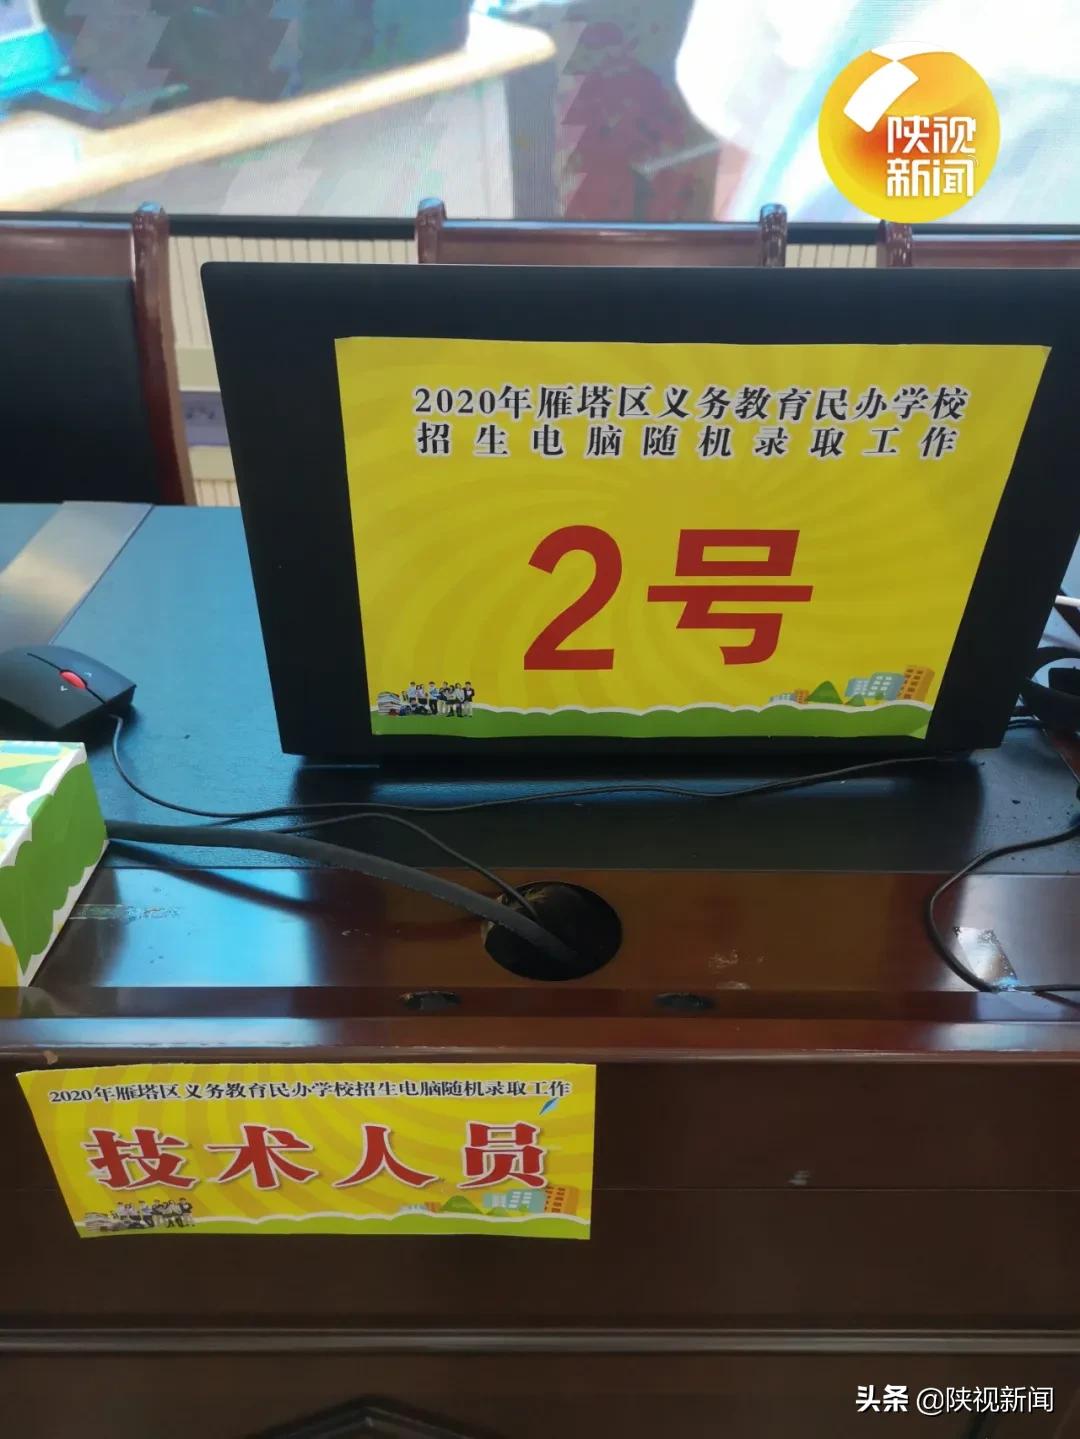 陕视
新闻
2020年雁塔区义务教育民办学校
招生电脑随机录取工作
2号
2020年雁塔区义务教育民办学校招生电脑随机录取工作
技术人员
头条 @陕视新闻